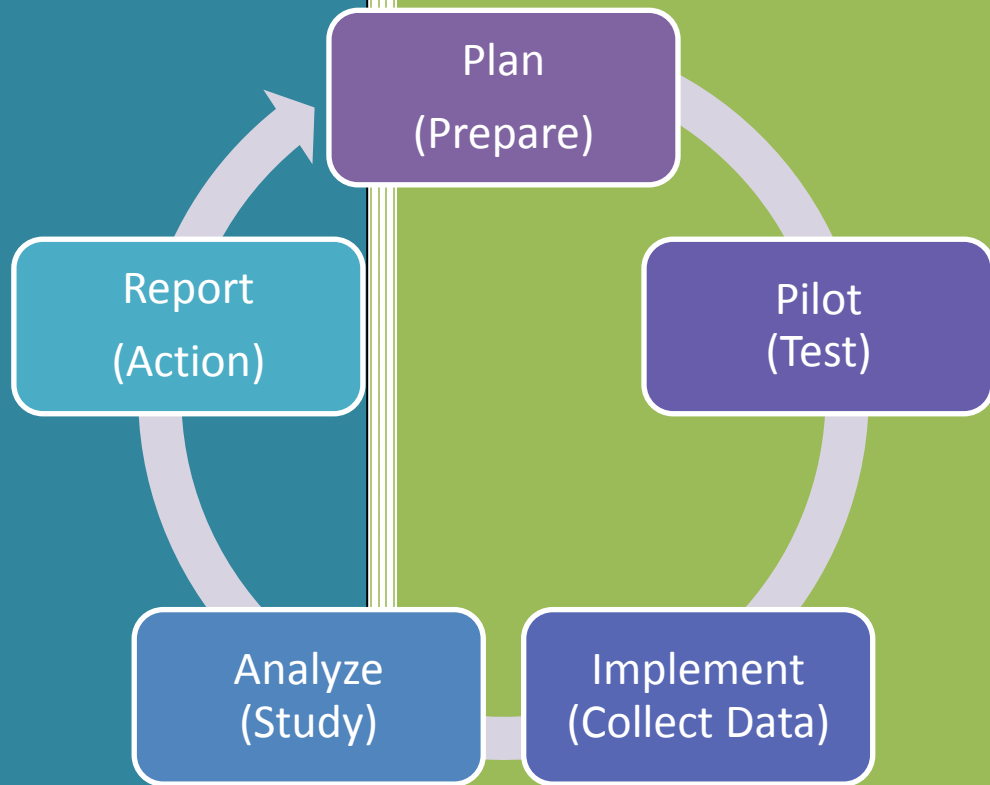 Plan
(Prepare)
Pilot
(Test)
Implement
(Collect Data)
Analyze
(Study)
Report
(Action)